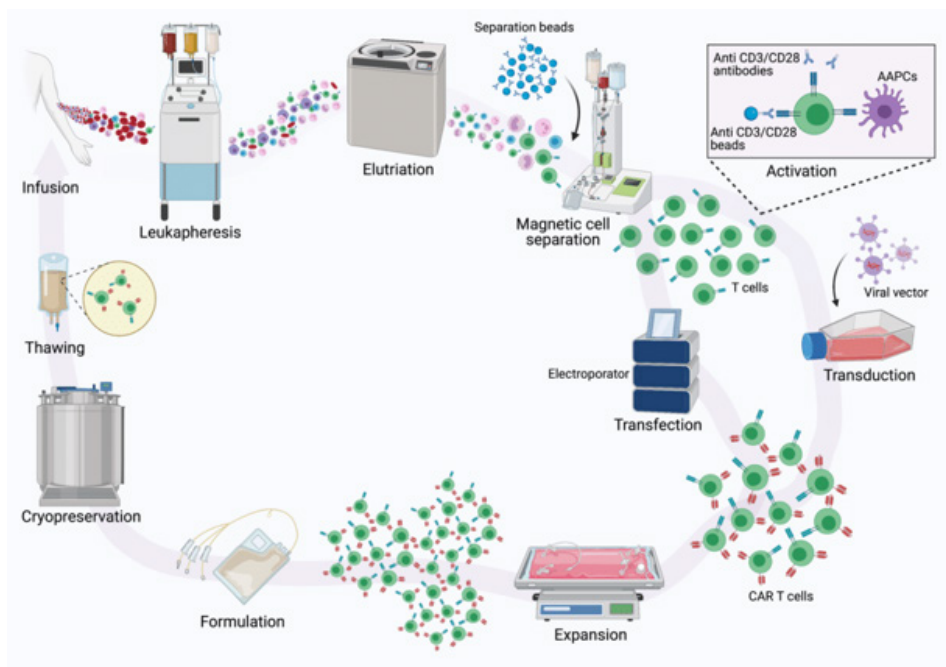 Separation beads
Anti CD3/CD28
antibodies
AAPCs
Anti CD3/CD28
beads
Activation
Infusion
Leukapheresis
Elutriation
Magnetic cell
separation
T cells
Viral vector
Thawing
Electroporator
Transfection
Transduction
Cryopreservation
Formulation
Expansion
CAR T cells